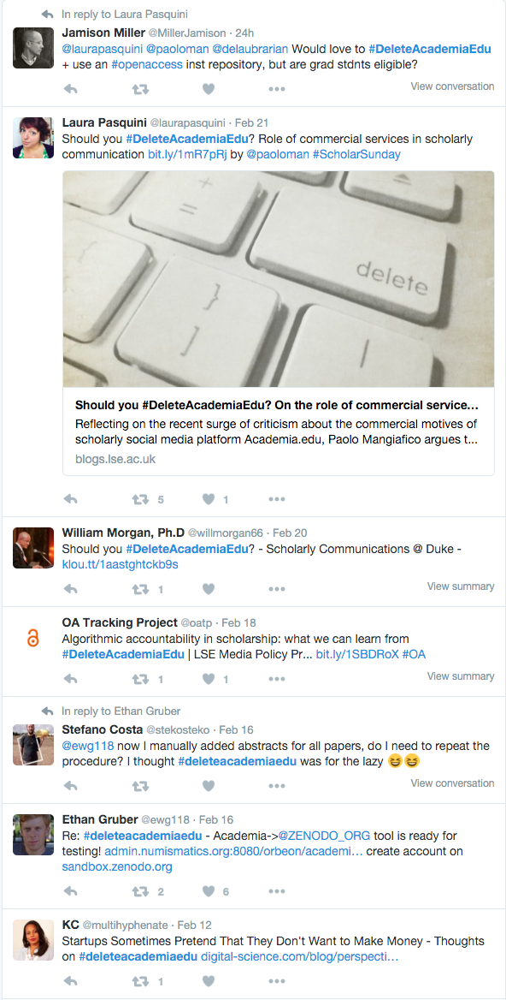 In reply to Laura Pasquini
Jamison Miller @MillerJamison · 24h
@laurapasquini @paoloman @delaubrarian Would love to #DeleteAcademiaEdu
+ use an #openaccess inst repository, but are grad stdnts eligible?
View conversation
Laura Pasquini @laurapasquini · Feb 21
Should you #DeleteAcademiaEdu? Role of commercial services in scholarly
communication bit.ly/1mR7pRj by @paoloman #ScholarSunday
+
=
delete
{
}
]
|
Should you #DeleteAcademiaEdu? On the role of commercial service...
Reflecting on the recent surge of criticism about the commercial motives of
scholarly social media platform Academia.edu, Paolo Mangiafico argues t...
blogs.lse.ac.uk
5 1
William Morgan, Ph.D @willmorgan66 · Feb 20
Should you #DeleteAcademiaEdu? - Scholarly Communications @ Duke -
klou.tt/1aastghtckb9s
1 View summary
OA Tracking Project @oatp · Feb 18
Algorithmic accountability in scholarship: what we can learn from
#DeleteAcademiaEdu | LSE Media Policy Pr... bit.ly/1SBDRoX #OA
1 1 View summary
In reply to Ethan Gruber
Stefano Costa @stekosteko · Feb 16
@ewg118 now I manually added abstracts for all papers, do I need to repeat the
procedure? I thought #deleteacademiaedu was for the lazy 😆😆
View conversation
Ethan Gruber @ewg118 · Feb 16
Re: #deleteacademiaedu - Academia->@ZENODO_ORG tool is ready for
testing! admin.numismatics.org:8080/orbeon/academi... create account on
sandbox.zenodo.org
2 6
KC @multihyphenate · Feb 12
Startups Sometimes Pretend That They Don't Want to Make Money - Thoughts
on #deleteacademiaedu digital-science.com/blog/perspecti...
1